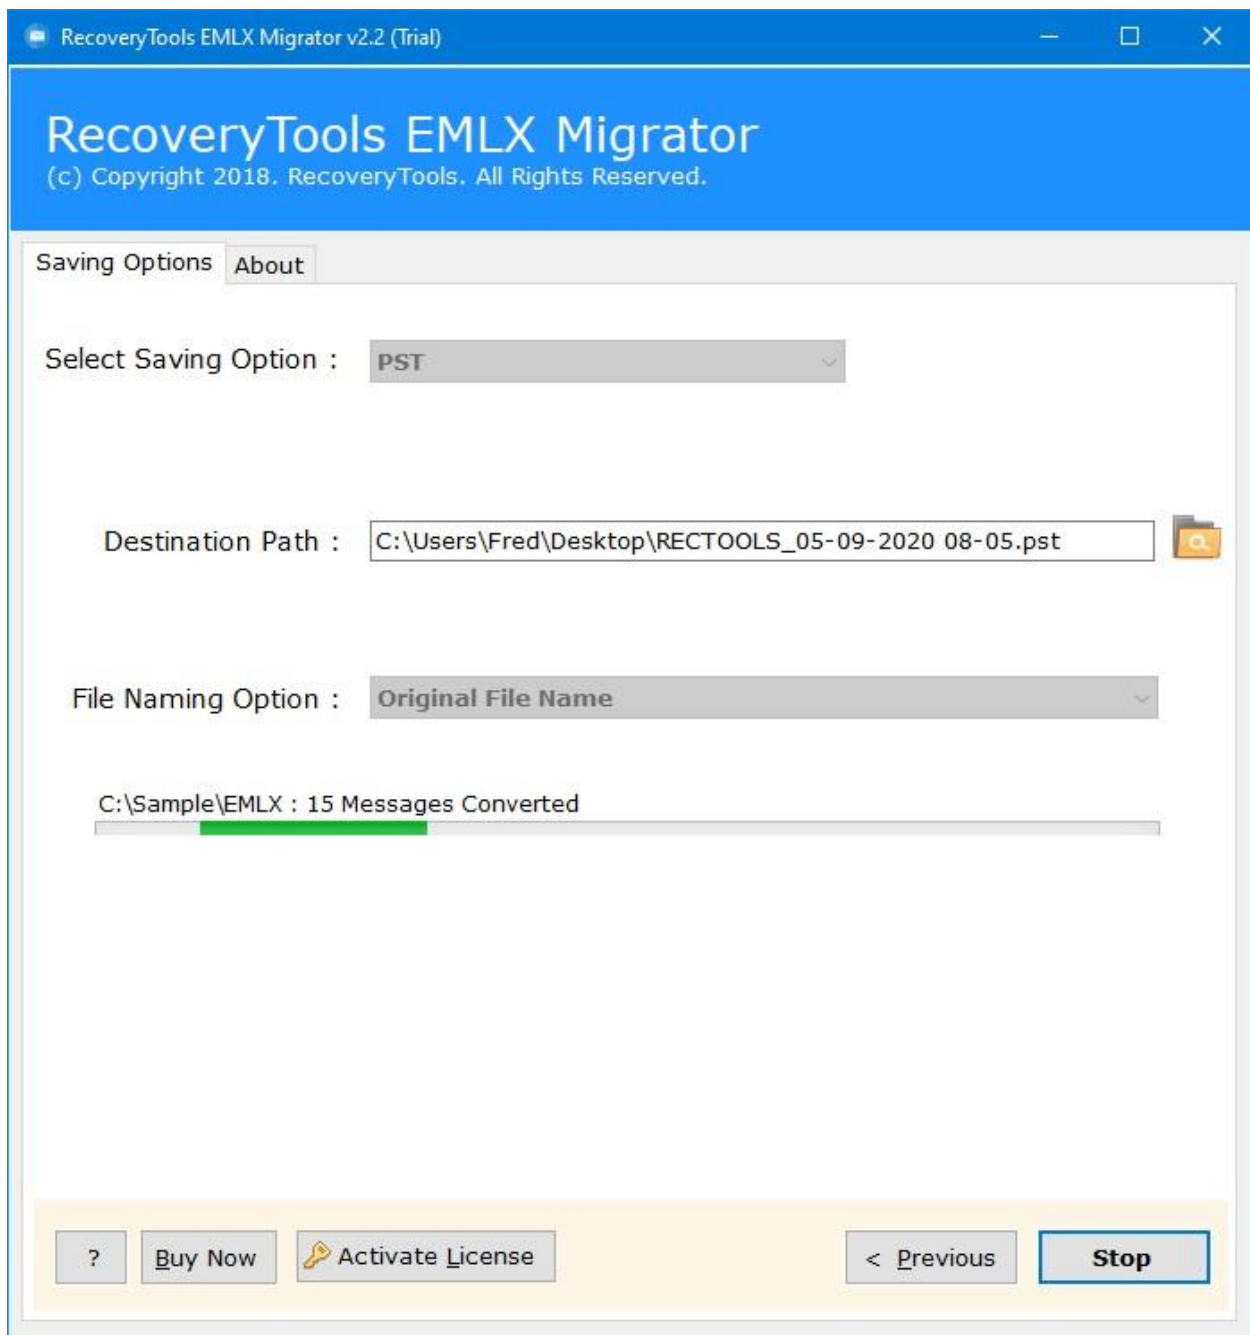 RecoveryTools EMLX Migrator v2.2 (Trial)
RecoveryTools EMLX Migrator
(c) Copyright 2018. RecoveryTools. All Rights Reserved.
Saving Options About
Select Saving Option : PST
Destination Path : C:\Users\Fred\Desktop\RECTOOLS_05-09-2020 08-05.pst
File Naming Option : Original File Name
C:\Sample\EMLX : 15 Messages Converted
? Buy Now Activate License < Previous Stop